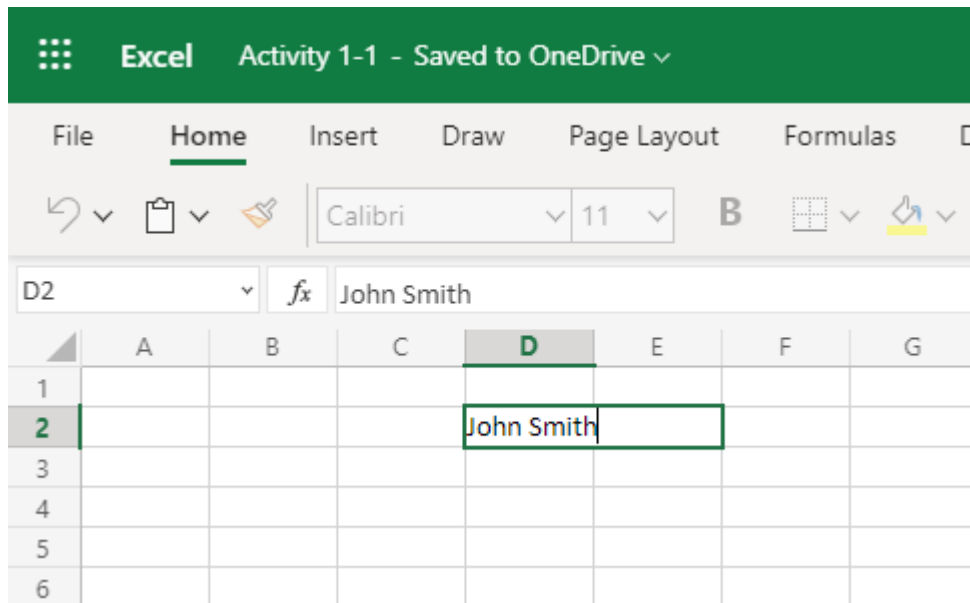 Excel Activity 1-1 - Saved to OneDrive
File Home Insert Draw Page Layout Formulas
Calibri 11 B
D2 fx John Smith
A B C D E F G
1
2 John Smith
3
4
5
6